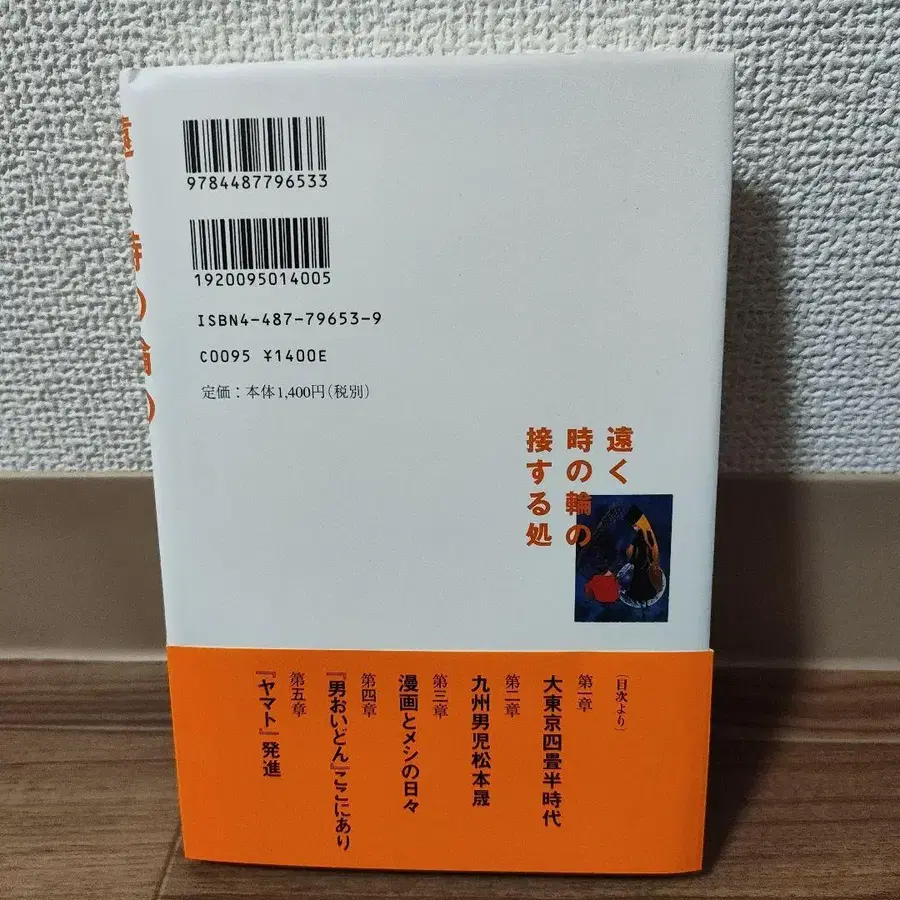 9784487796533
1920095014005
ISBN4-487-79653-9
C0095 ¥1400E
定価：本体1,400円(税別)
遠く
時の輪の
接する処
(目次より)
第一章
大東京四畳半時代
第二章
九州男児松本晟
第三章
漫画とメシの日々
第四章
『男おいどん』ここにあり
第五章
『ヤマト』発進